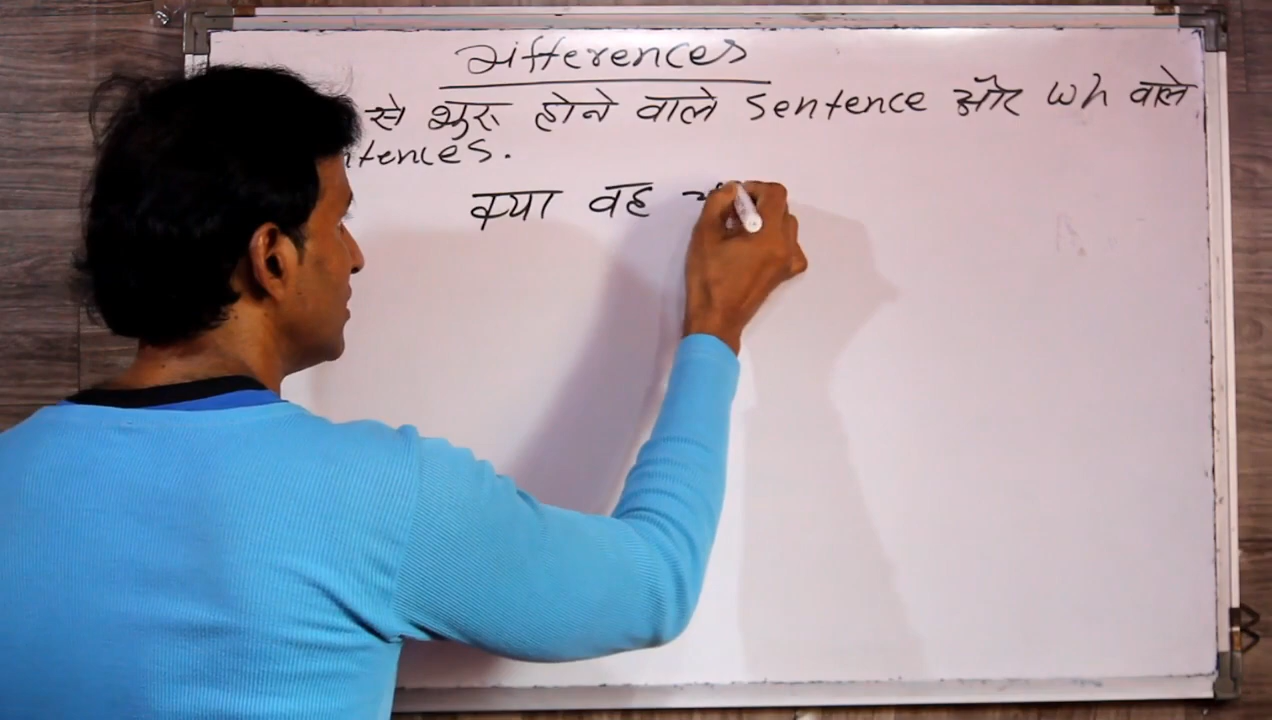 Differences
से शुरू होने वाले Sentence और Wh वाले
ntences.
क्या वह